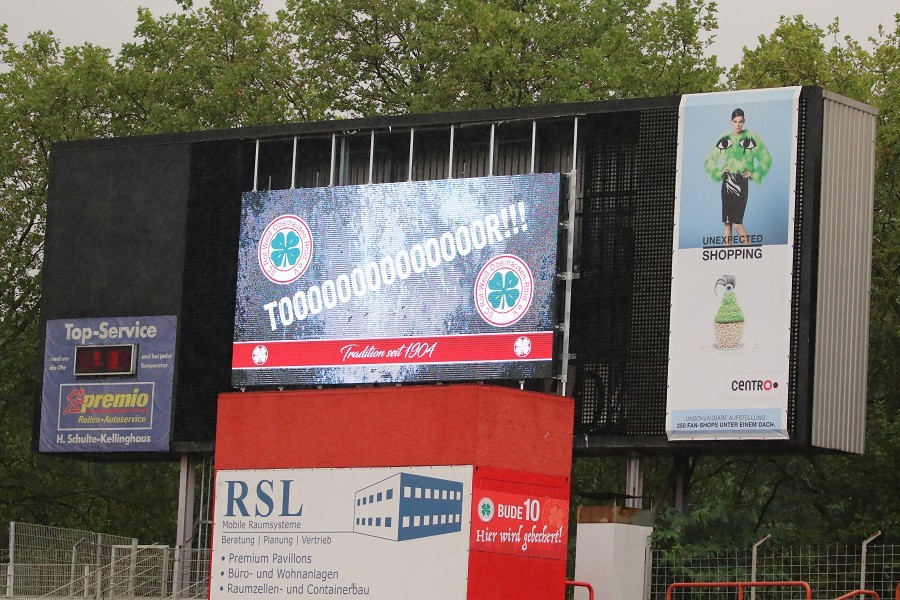 TOOOOOOOOOOOOOOR!!!
Tradition seit 1904
Top-Service
rund um
die Uhr
und bei jeder
Temperatur
premio
Reifen + Autoservice
H. Schulte-Kellinghaus
UNEXPECTED
SHOPPING
CENTRO
UNSCHLAGBARE AUFSTELLUNG:
250 FAN-SHOPS UNTER EINEM DACH.
RSL
Mobile Raumsysteme
Beratung | Planung | Vertrieb
• Premium Pavillons
• Büro- und Wohnanlagen
• Raumzellen- und Containerbau
BUDE 10
Hier wird gebechert!